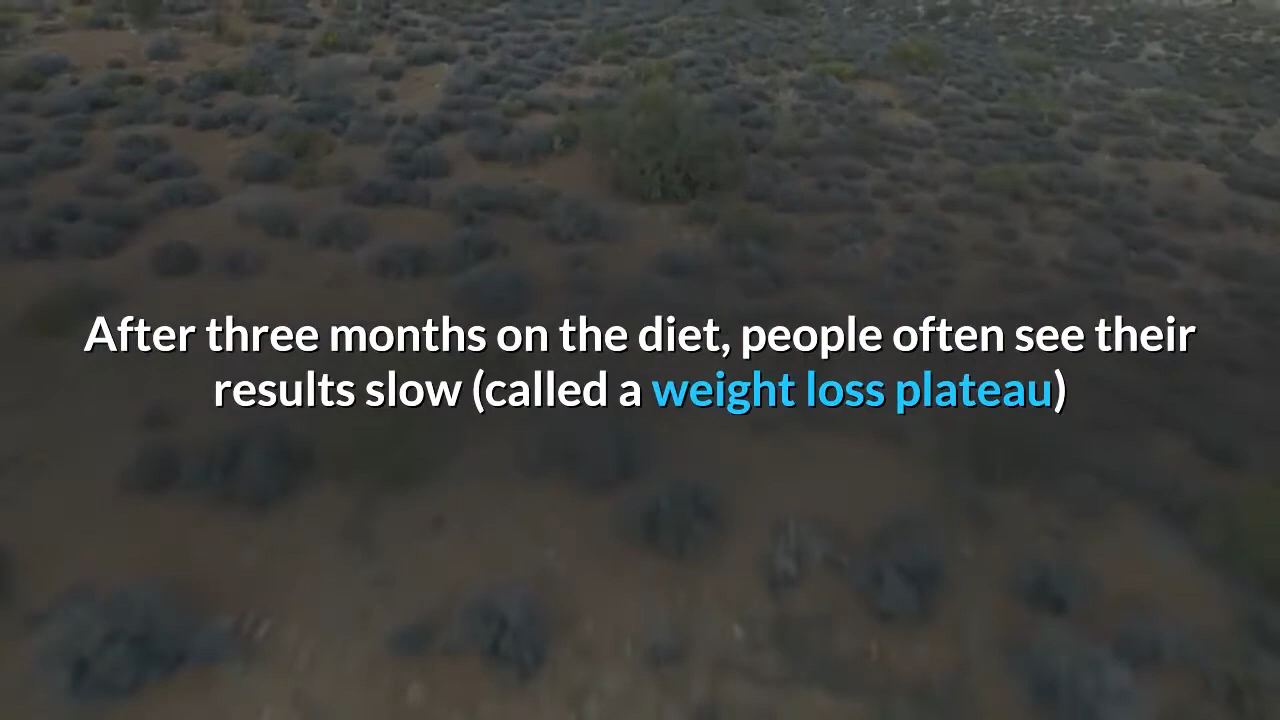 After three months on the diet, people often see their
results slow (called a weight loss plateau)